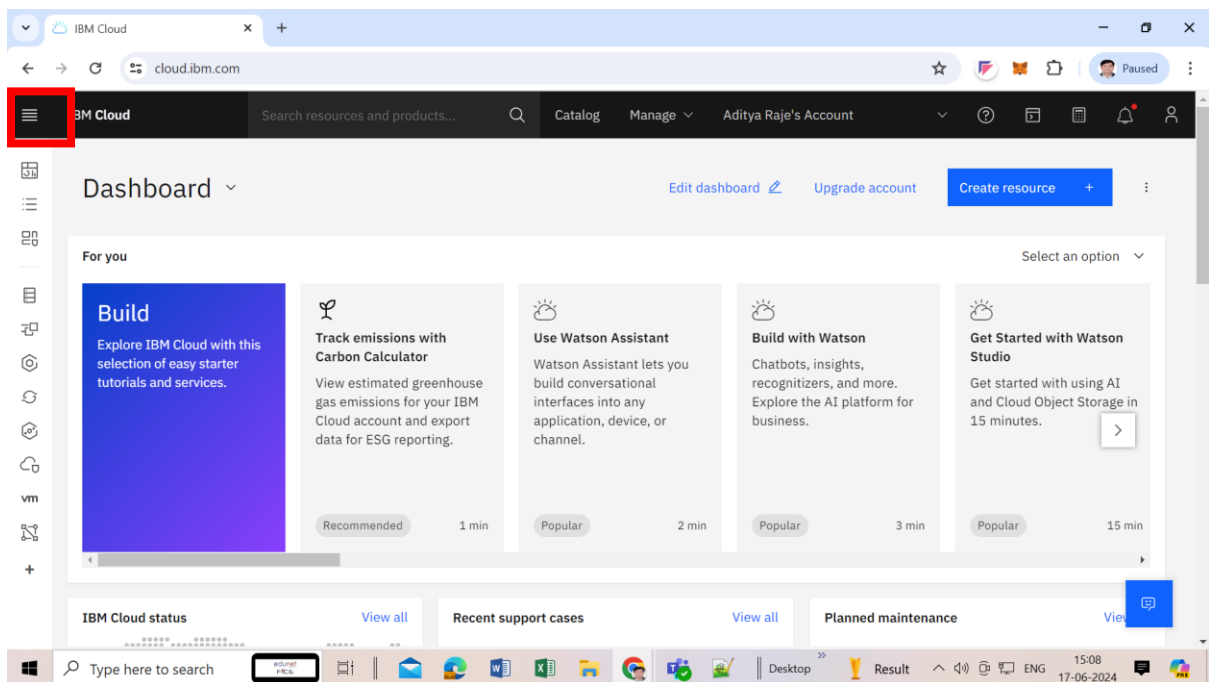 IBM Cloud
cloud.ibm.com
Paused
BM Cloud
Search resources and products...
Catalog
Manage
Aditya Raje's Account
Dashboard
Edit dashboard
Upgrade account
Create resource +
For you
Select an option
Build
Explore IBM Cloud with this
selection of easy starter
tutorials and services.
Track emissions with
Carbon Calculator
View estimated greenhouse
gas emissions for your IBM
Cloud account and export
data for ESG reporting.
Recommended
1 min
Use Watson Assistant
Watson Assistant lets you
build conversational
interfaces into any
application, device, or
channel.
Popular
2 min
Build with Watson
Chatbots, insights,
recognitizers, and more.
Explore the AI platform for
business.
Popular
3 min
Get Started with Watson
Studio
Get started with using AI
and Cloud Object Storage in
15 minutes.
Popular
15 min
vm
IBM Cloud status
View all
Recent support cases
View all
Planned maintenance
Vie
Type here to search
edunet
Desktop
Result
ENG
15:08
17-06-2024